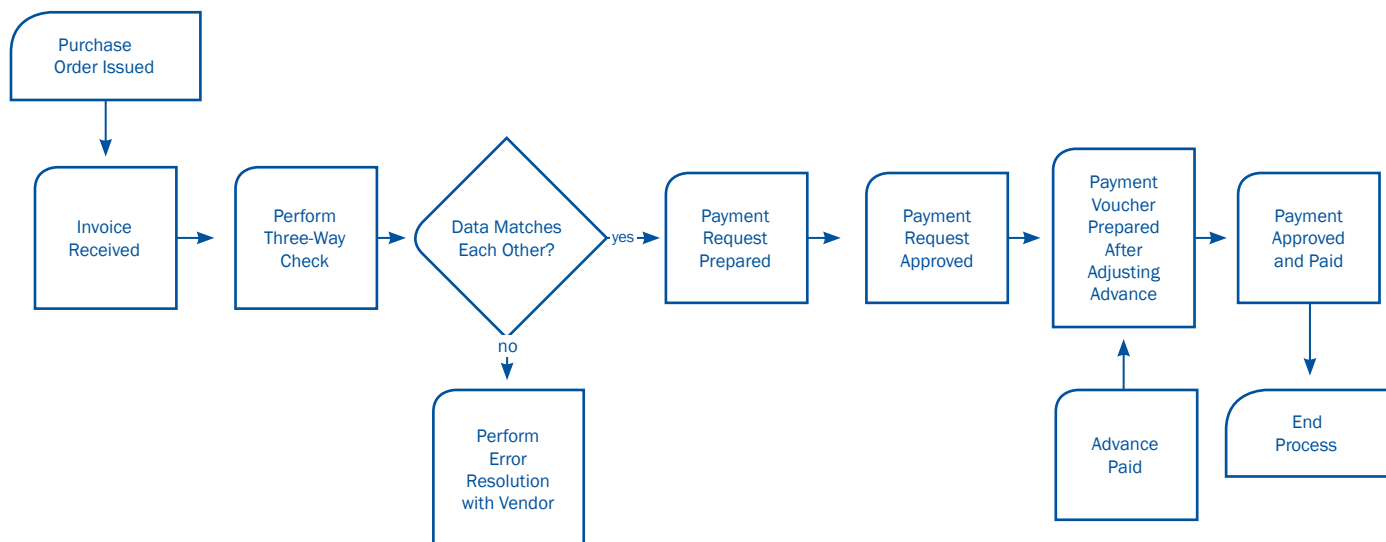 Purchase
Order Issued
Invoice
Received
Perform
Three-Way
Check
Data Matches
Each Other?
yes
no
Perform
Error
Resolution
with Vendor
Payment
Request
Prepared
Payment
Request
Approved
Payment
Voucher
Prepared
After
Adjusting
Advance
Advance
Paid
Payment
Approved
and Paid
End
Process